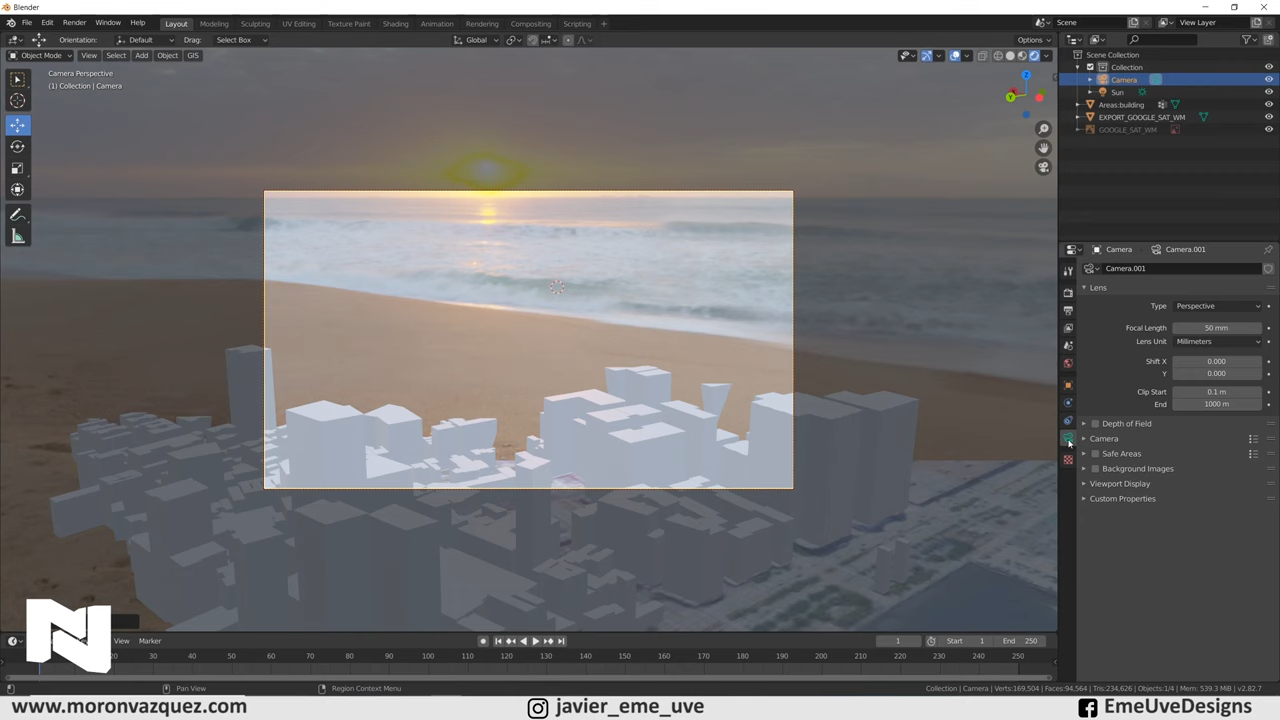 Blender
File Edit Render Window Help
Layout Modeling Sculpting UV Editing Texture Paint Shading Animation Rendering Compositing Scripting +
Scene
View Layer
Orientation: Default Drag: Select Box
Global
Options
Object Mode View Select Add Object GIS
Camera Perspective
(1) Collection | Camera
Z
Y
Scene Collection
Collection
Camera
Sun
Areas:building
EXPORT_GOOGLE_SAT_WM
GOOGLE_SAT_WM
Camera Camera.001
Camera.001
Lens
Type Perspective
Focal Length 50 mm
Lens Unit Millimeters
Shift X 0.000
Y 0.000
Clip Start 0.1 m
End 1000 m
Depth of Field
Camera
Safe Areas
Background Images
Viewport Display
Custom Properties
View Marker
1 Start 1 End 250
20 30 40 50 60 70 80 90 100 110 120 130 140 150 160 170 180 190 200 210 220 230 240 250
Pan View Region Context Menu
Collection | Camera | Verts:169,504 | Faces:94,564 | Tris:234,626 | Objects:1/4 | Mem: 539.3 MiB | v2.82.7
www.moronvazquez.com javier_eme_uve EmeUveDesigns